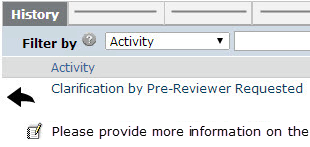 History
Filter by ? Activity
Activity
Clarification by Pre-Reviewer Requested
Please provide more information on the